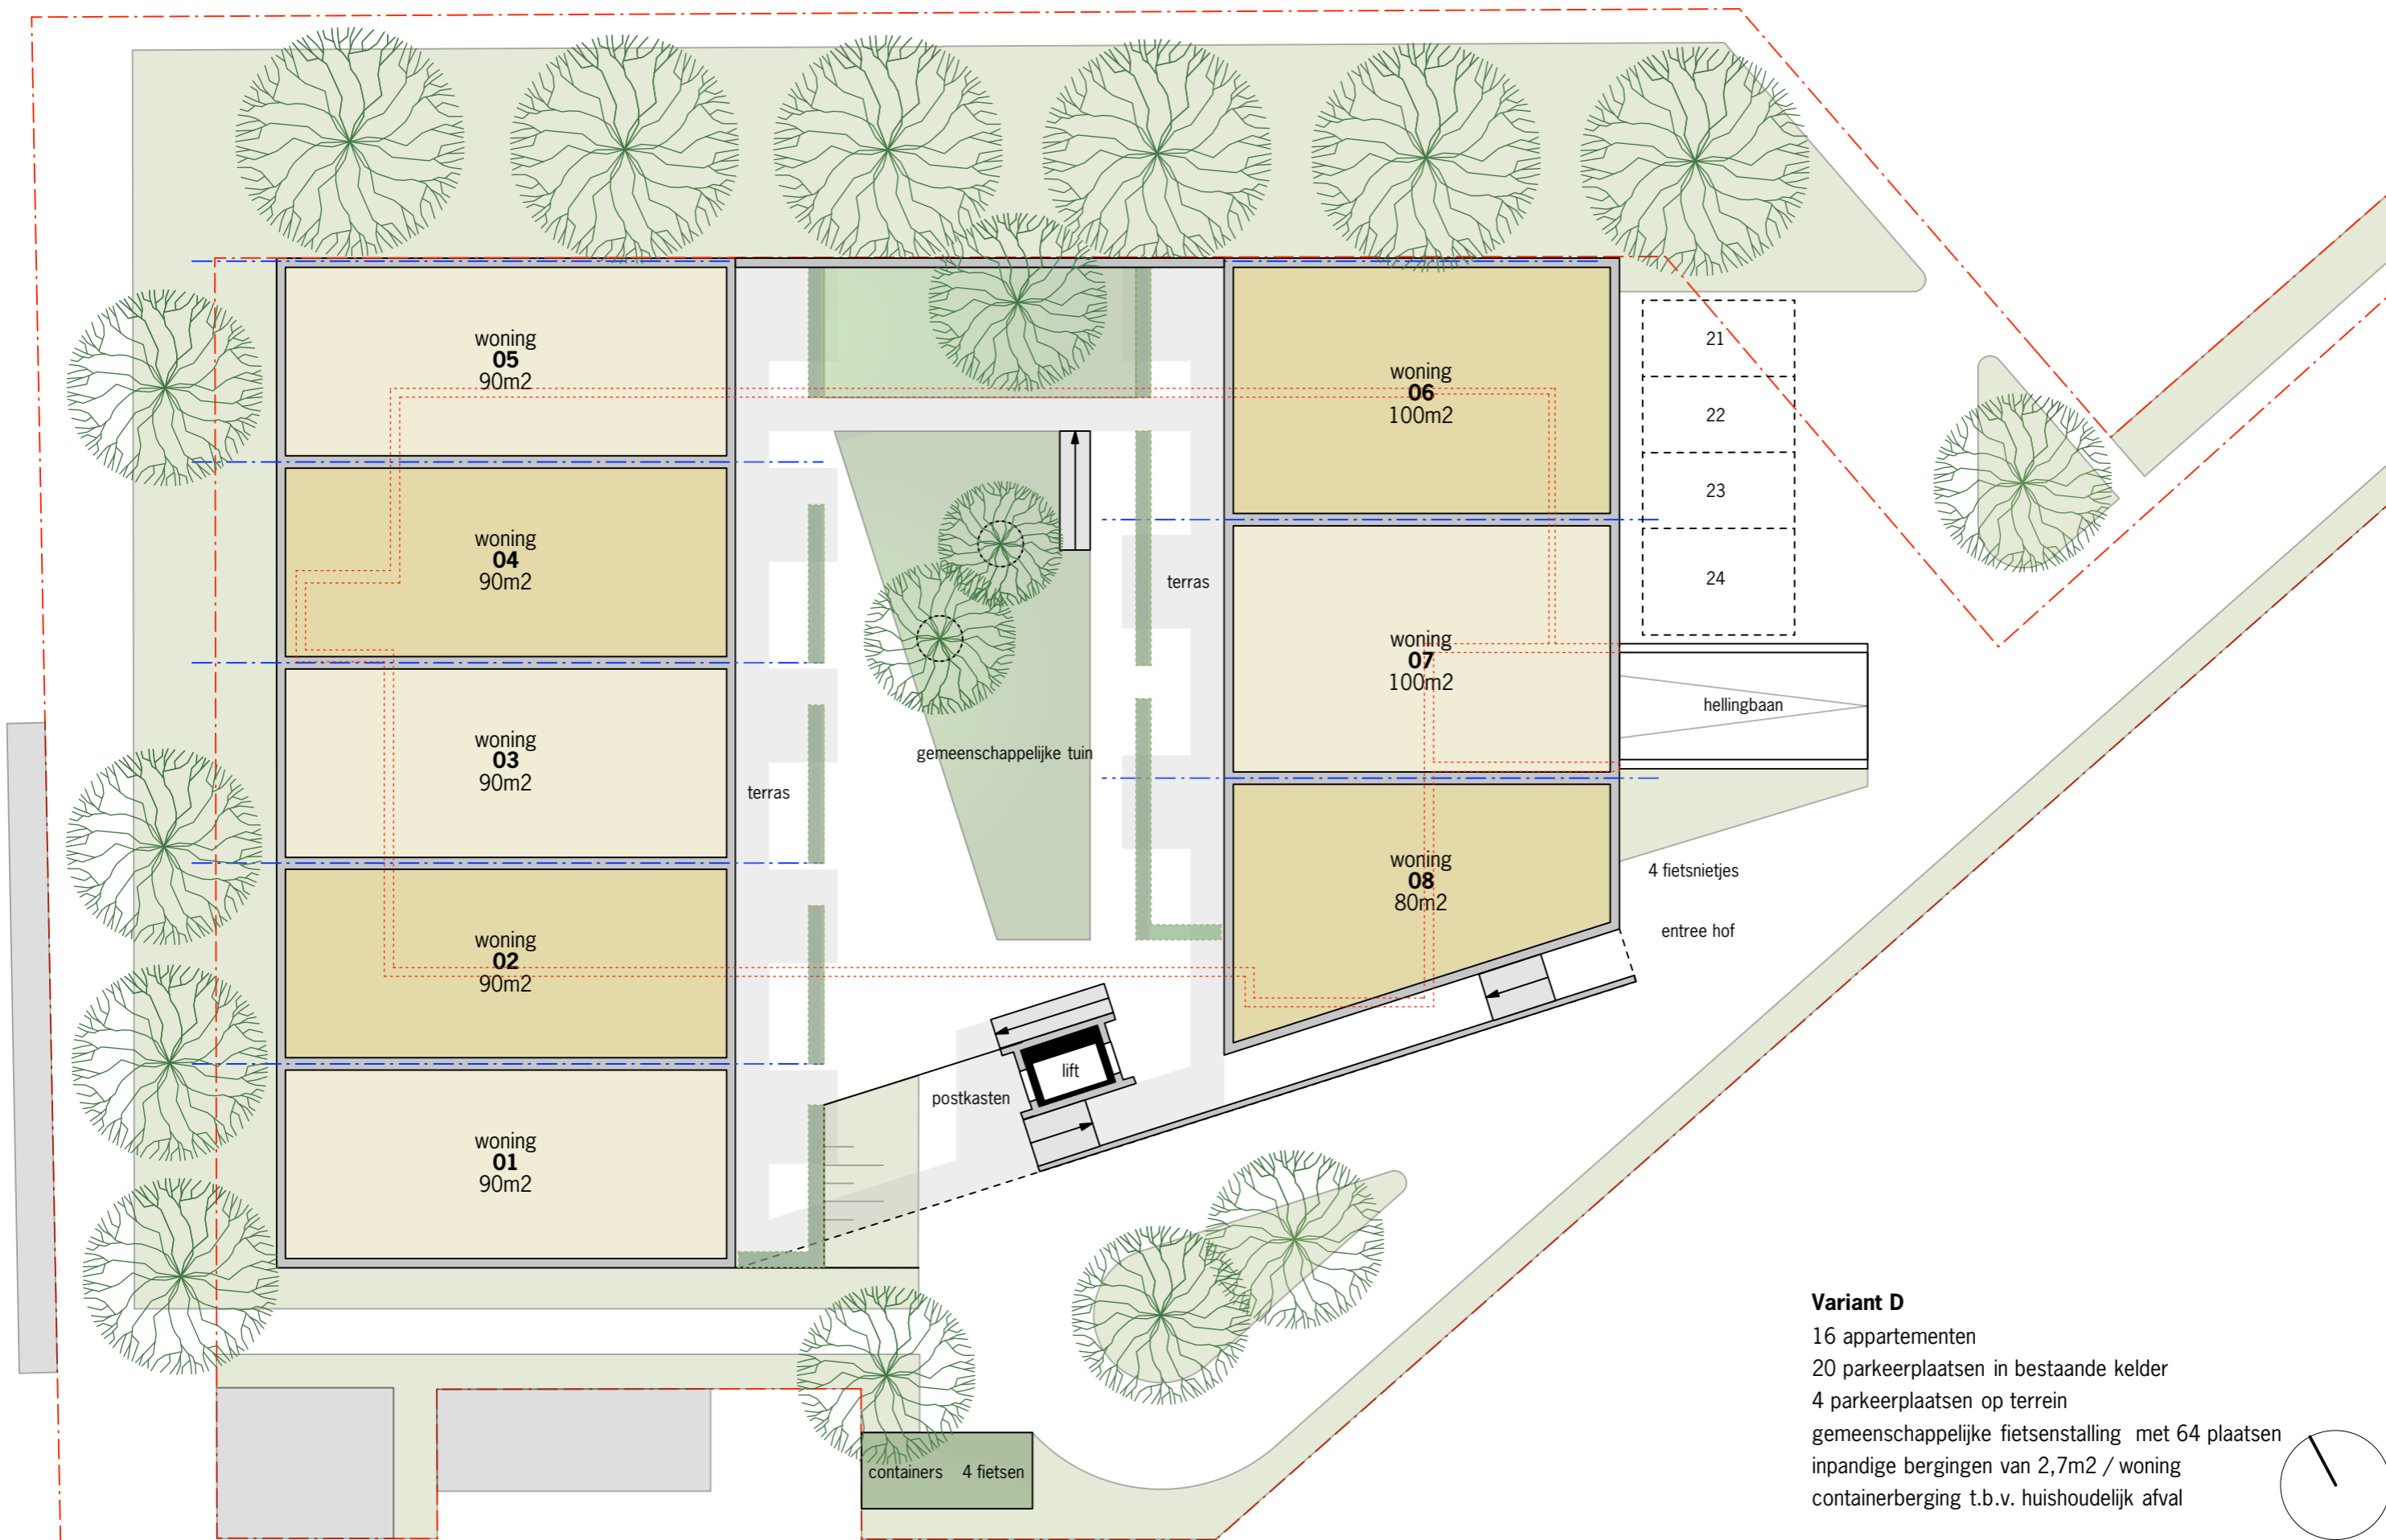 woning
05
90m2
woning
04
90m2
woning
03
90m2
woning
02
90m2
woning
01
90m2
terras
gemeenschappelijke tuin
terras
postkasten
lift
woning
06
100m2
woning
07
100m2
woning
08
80m2
21
22
23
24
hellingbaan
4 fietsnietjes
entree hof
containers 4 fietsen
Variant D
16 appartementen
20 parkeerplaatsen in bestaande kelder
4 parkeerplaatsen op terrein
gemeenschappelijke fietsenstalling met 64 plaatsen
inpandige bergingen van 2,7m2 / woning
containerberging t.b.v. huishoudelijk afval